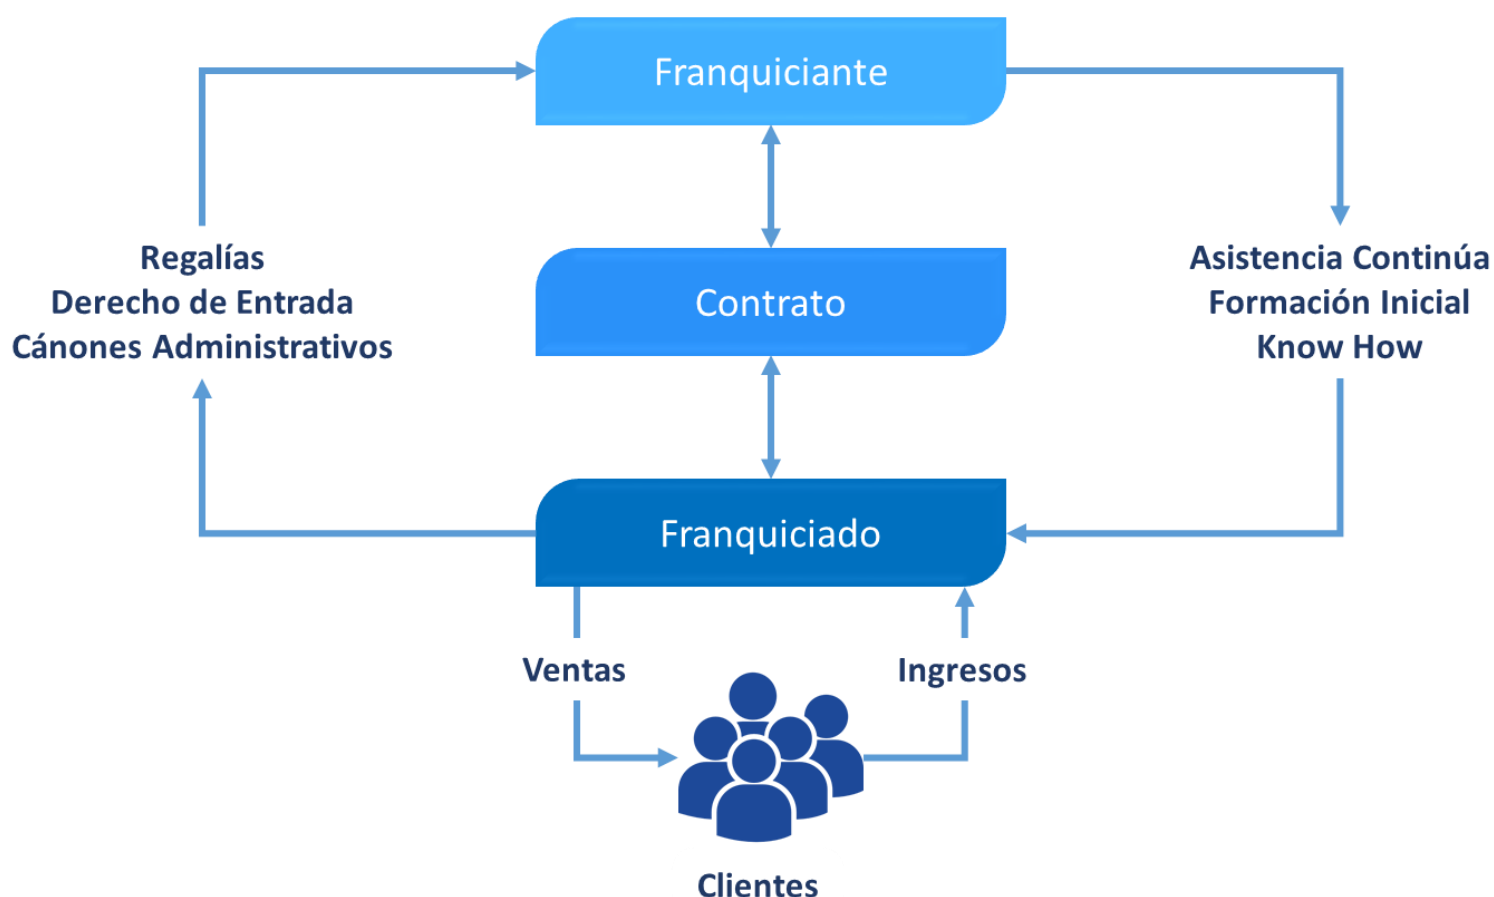 Franquiciante
Regalías
Derecho de Entrada
Cánones Administrativos
Contrato
Asistencia Continúa
Formación Inicial
Know How
Franquiciado
Ventas
Ingresos
Clientes